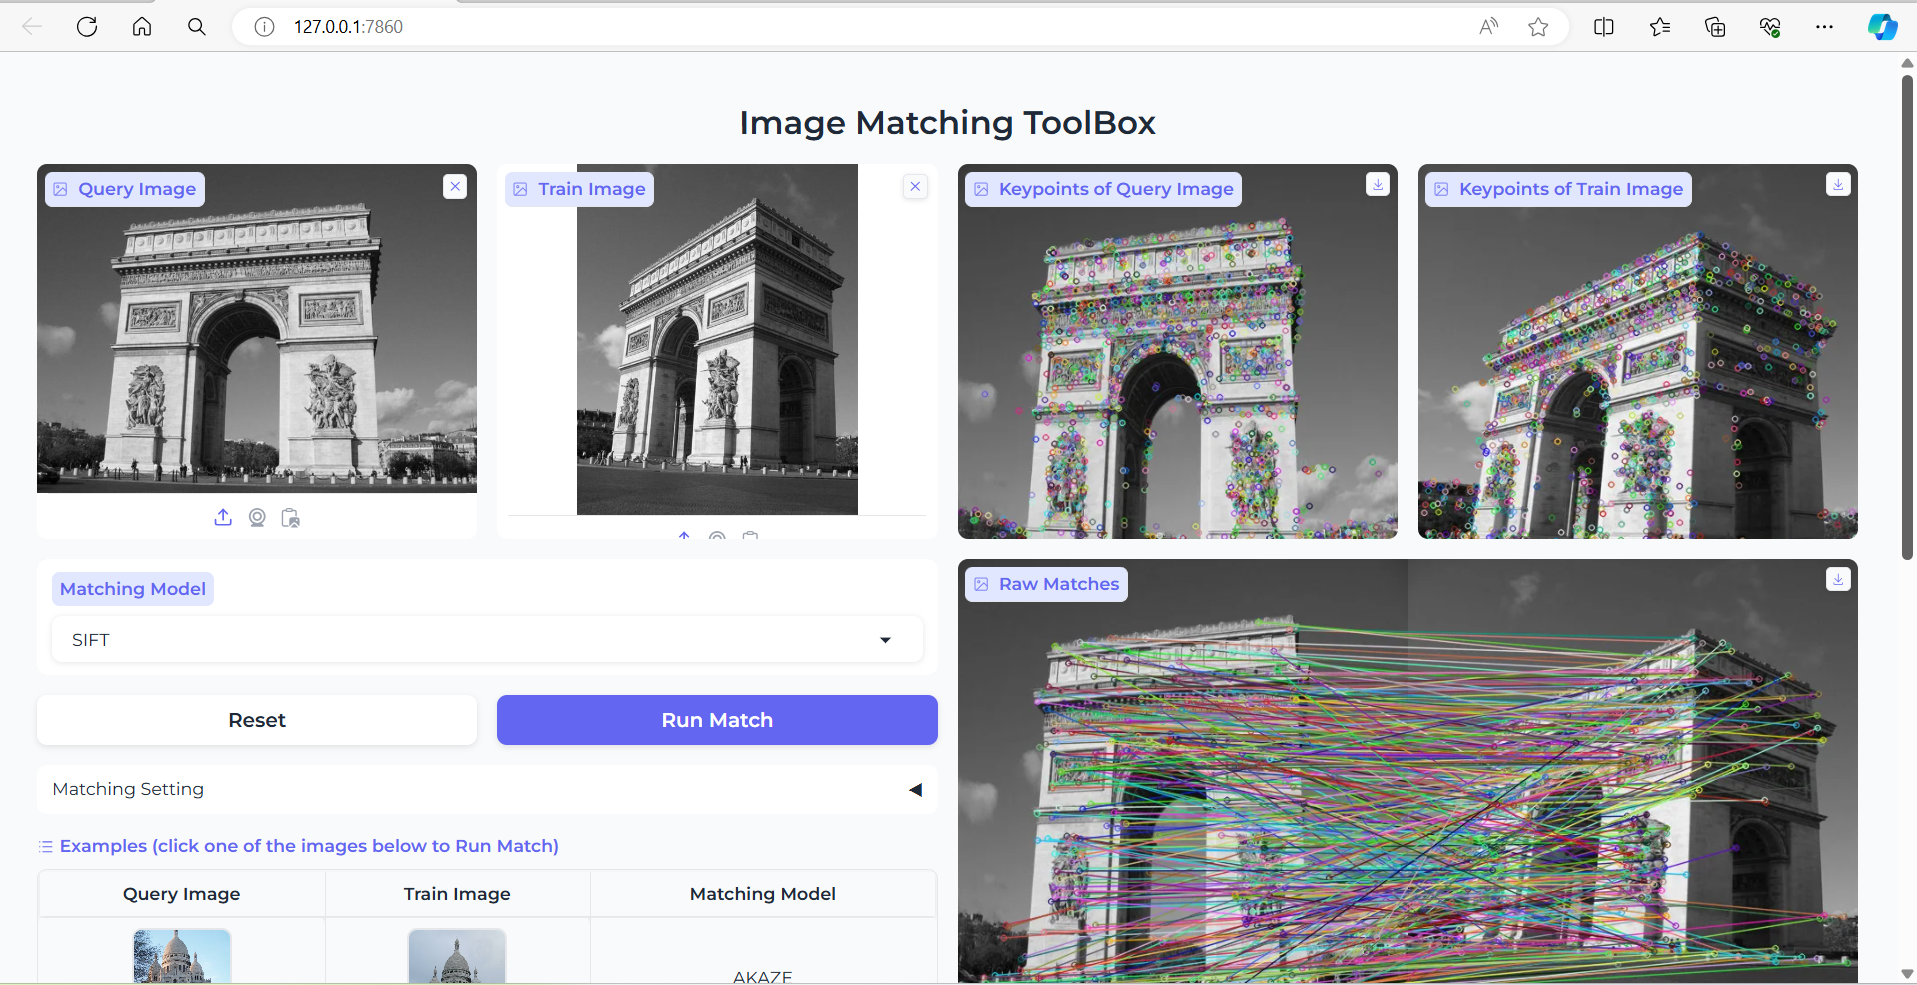 127.0.0.1:7860
Image Matching ToolBox
Query Image
Train Image
Keypoints of Query Image
Keypoints of Train Image
Matching Model
SIFT
Reset
Run Match
Matching Setting
Raw Matches
Examples (click one of the images below to Run Match)
Query Image
Train Image
Matching Model
AKAZE